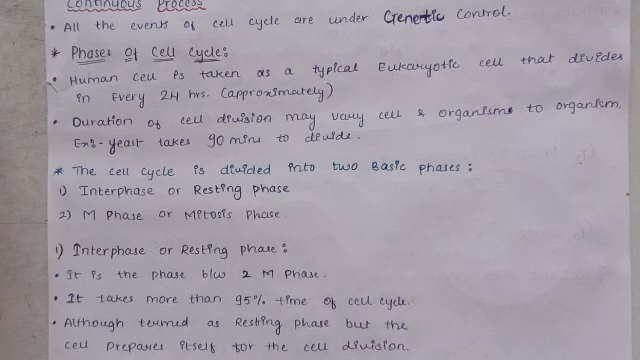 Continuous Process
• All the events of cell cycle are under Genetic Control.
* Phases Of Cell Cycle:
• Human cell is taken as a typical Eukaryotic cell that divides
in Every 24 hrs. (approximately)
• Duration of cell division may vary cell & organisms to organism.
Ex:- yeast takes 90 mins to divide.
* The cell cycle is divided into two Basic phases:
1) Interphase or Resting phase
2) M Phase or Mitosis Phase.
1) Interphase or Resting phase:
• It is the phase b/w 2 M Phase.
• It takes more than 95% time of cell cycle.
• Although termed as Resting phase but the
cell prepares itself for the cell division.